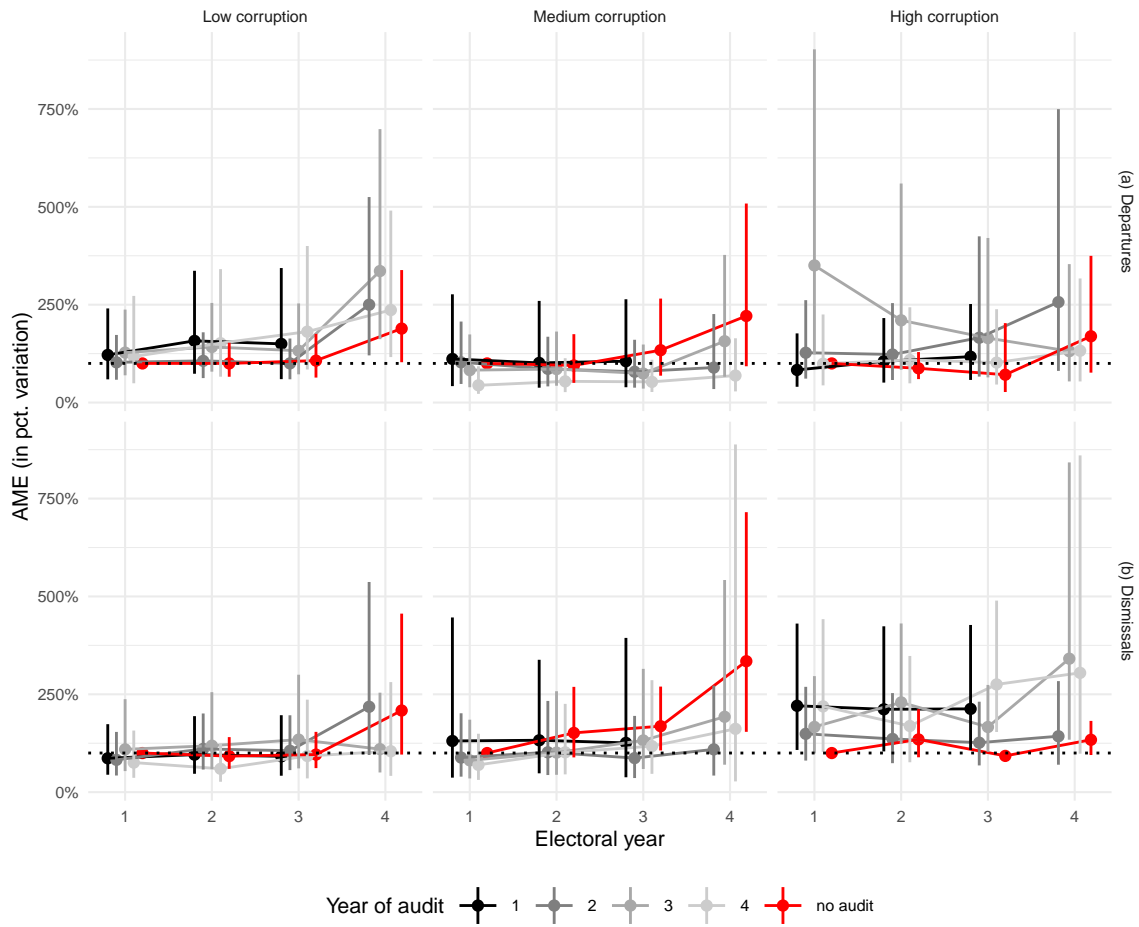 Low corruption
Medium corruption
High corruption
AME (in pct. variation)
750%
500%
250%
0%
(a) Departures
750%
500%
250%
0%
(b) Dismissals
1 2 3 4
1 2 3 4
1 2 3 4
Electoral year
Year of audit 1 2 3 4 no audit